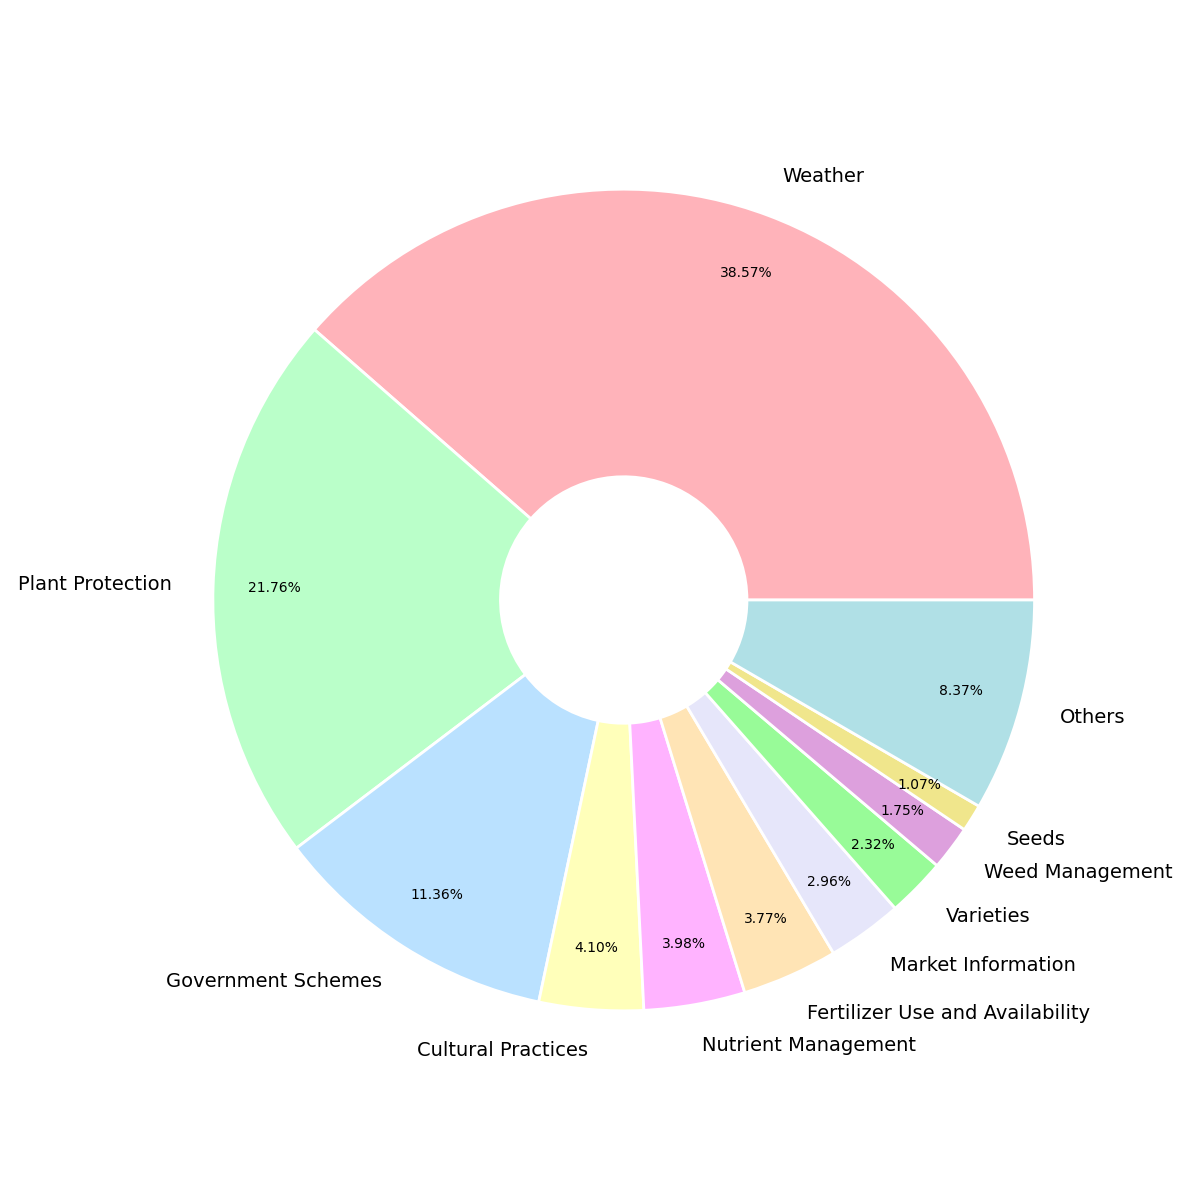 Weather
38.57%
Plant Protection
21.76%
Government Schemes
11.36%
Cultural Practices
4.10%
Nutrient Management
3.98%
Fertilizer Use and Availability
3.77%
Market Information
2.96%
Varieties
2.32%
Weed Management
1.75%
Seeds
1.07%
Others
8.37%